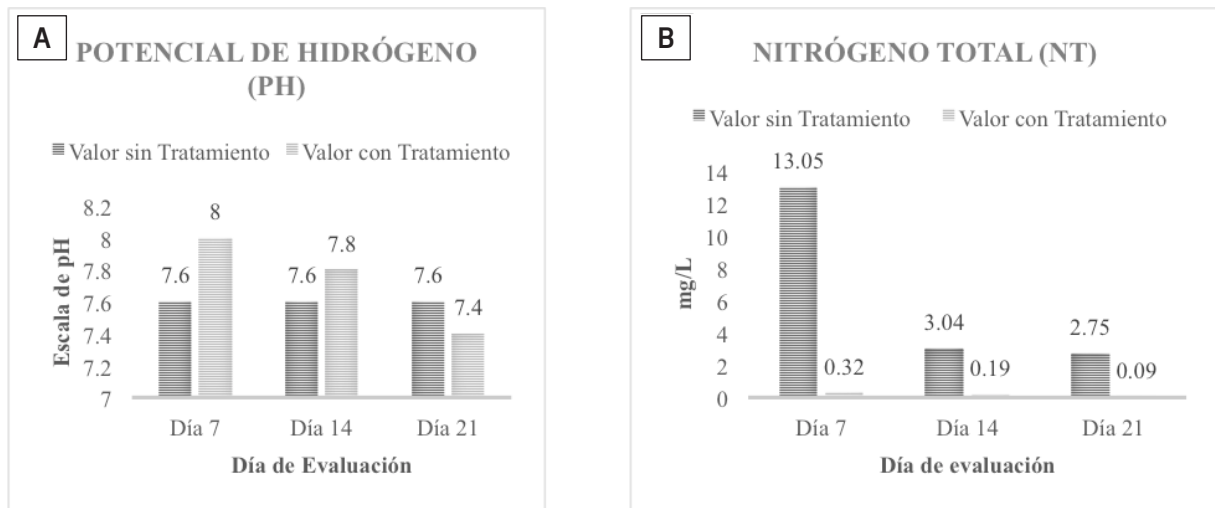 A
POTENCIAL DE HIDRÓGENO
(PH)
Valor sin Tratamiento Valor con Tratamiento
8.2
8
7.8
7.6
7.4
7.2
7
Escala de pH
7.6 8 7.6 7.8 7.6 7.4
Día 7 Día 14 Día 21
Día de Evaluación
B
NITRÓGENO TOTAL (NT)
Valor sin Tratamiento Valor con Tratamiento
14
12
10
8
6
4
2
0
mg/L
13.05 0.32 3.04 0.19 2.75 0.09
Día 7 Día 14 Día 21
Día de evaluación